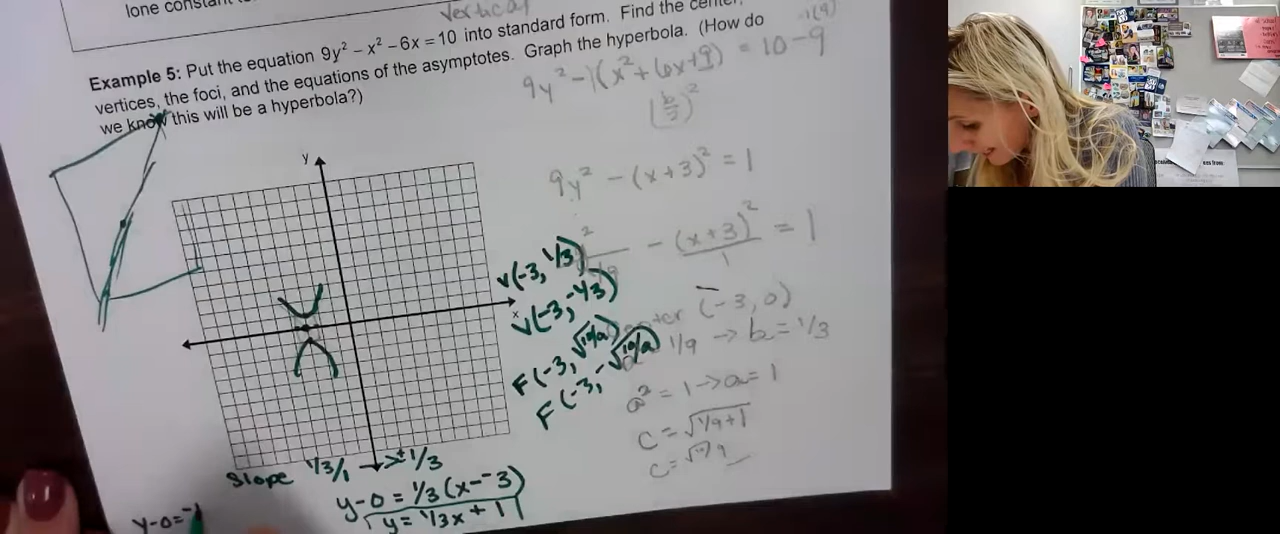 lone constant
Vertical
Example 5: Put the equation 9y² − x² − 6x = 10 into standard form. Find the center,
vertices, the foci, and the equations of the asymptotes. Graph the hyperbola. (How do
we know this will be a hyperbola?)
-1(9)
9y² - 1(x² + 6x + 9) = 10 - 9
(b/2)²
9y² - (x+3)² = 1
- (x+3)²/1 = 1
y
x
V(-3, 1/3)
V(-3, -1/3)
(-3, 0)
F(-3, √10/9)
F(-3, -√10/9)
1/9 → b = 1/3
a² = 1 → a = 1
c = √1/9+1
Slope 1/3/1 → ± 1/3
y-0 = 1/3(x--3)
y = 1/3x + 1
y-0=-